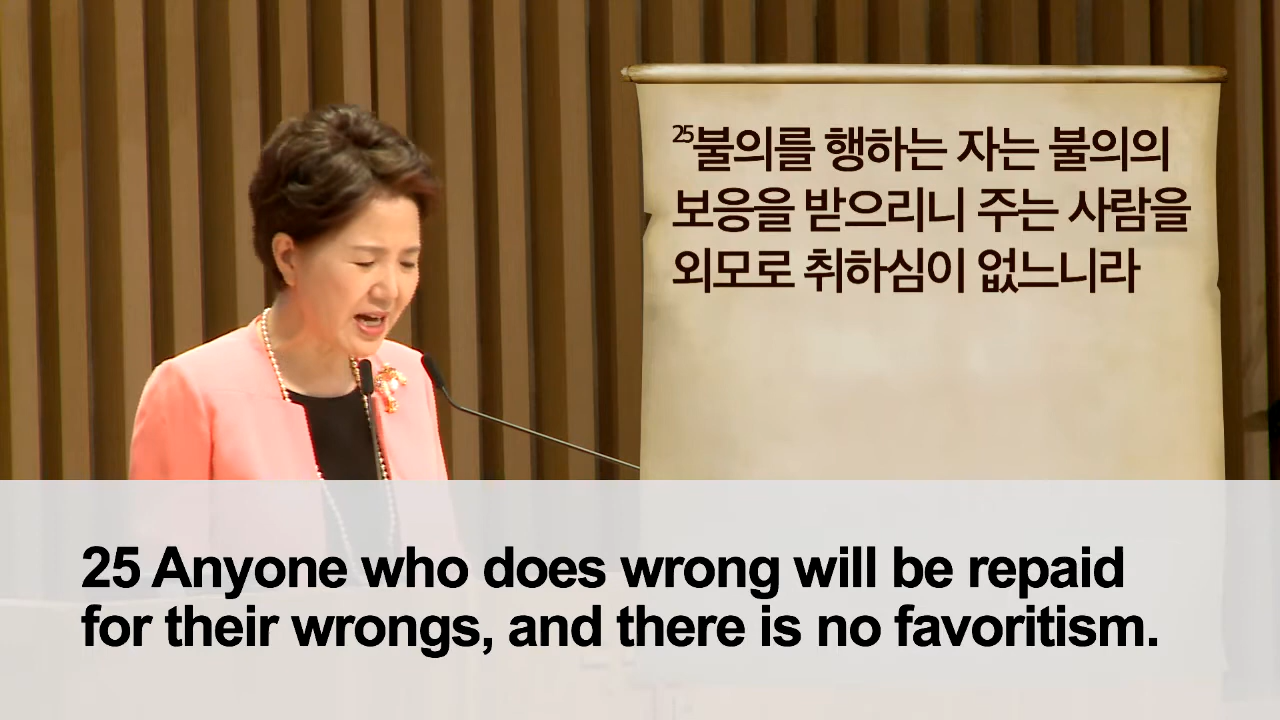 25불의를 행하는 자는 불의의
보응을 받으리니 주는 사람을
외모로 취하심이 없느니라
25 Anyone who does wrong will be repaid
for their wrongs, and there is no favoritism.